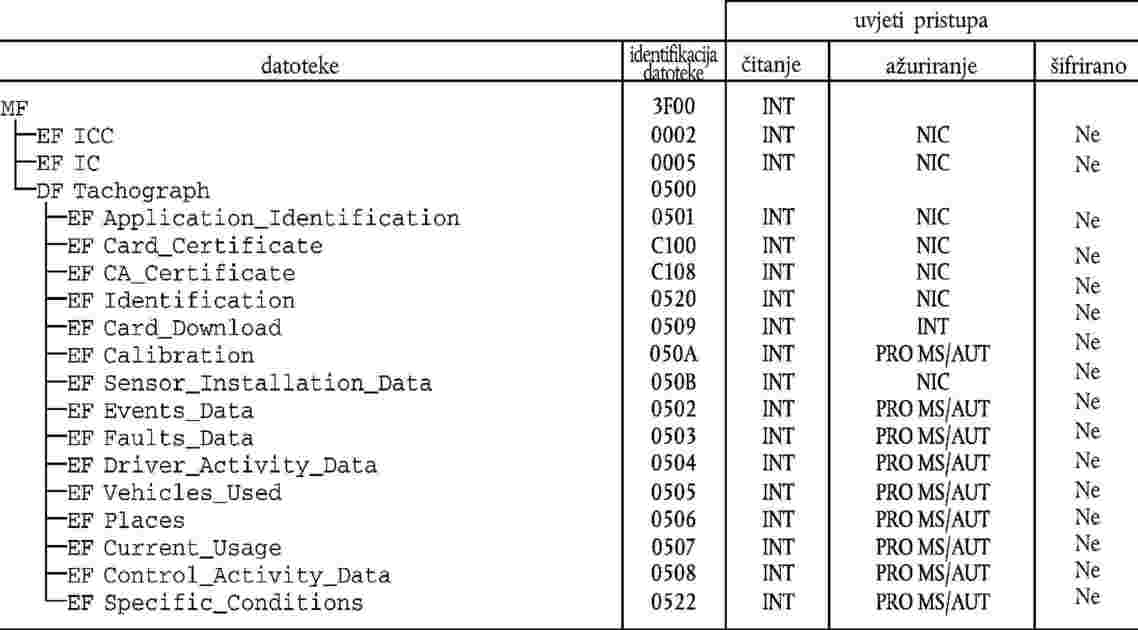 uvjeti pristupa
datoteke identifikacija datoteke čitanje ažuriranje šifrirano
MF 3F00 INT
EF ICC 0002 INT NIC Ne
EF IC 0005 INT NIC Ne
DF Tachograph 0500
EF Application_Identification 0501 INT NIC Ne
EF Card_Certificate C100 INT NIC Ne
EF CA_Certificate C108 INT NIC Ne
EF Identification 0520 INT NIC Ne
EF Card_Download 0509 INT INT Ne
EF Calibration 050A INT PRO MS/AUT Ne
EF Sensor_Installation_Data 050B INT NIC Ne
EF Events_Data 0502 INT PRO MS/AUT Ne
EF Faults_Data 0503 INT PRO MS/AUT Ne
EF Driver_Activity_Data 0504 INT PRO MS/AUT Ne
EF Vehicles_Used 0505 INT PRO MS/AUT Ne
EF Places 0506 INT PRO MS/AUT Ne
EF Current_Usage 0507 INT PRO MS/AUT Ne
EF Control_Activity_Data 0508 INT PRO MS/AUT Ne
EF Specific_Conditions 0522 INT PRO MS/AUT Ne